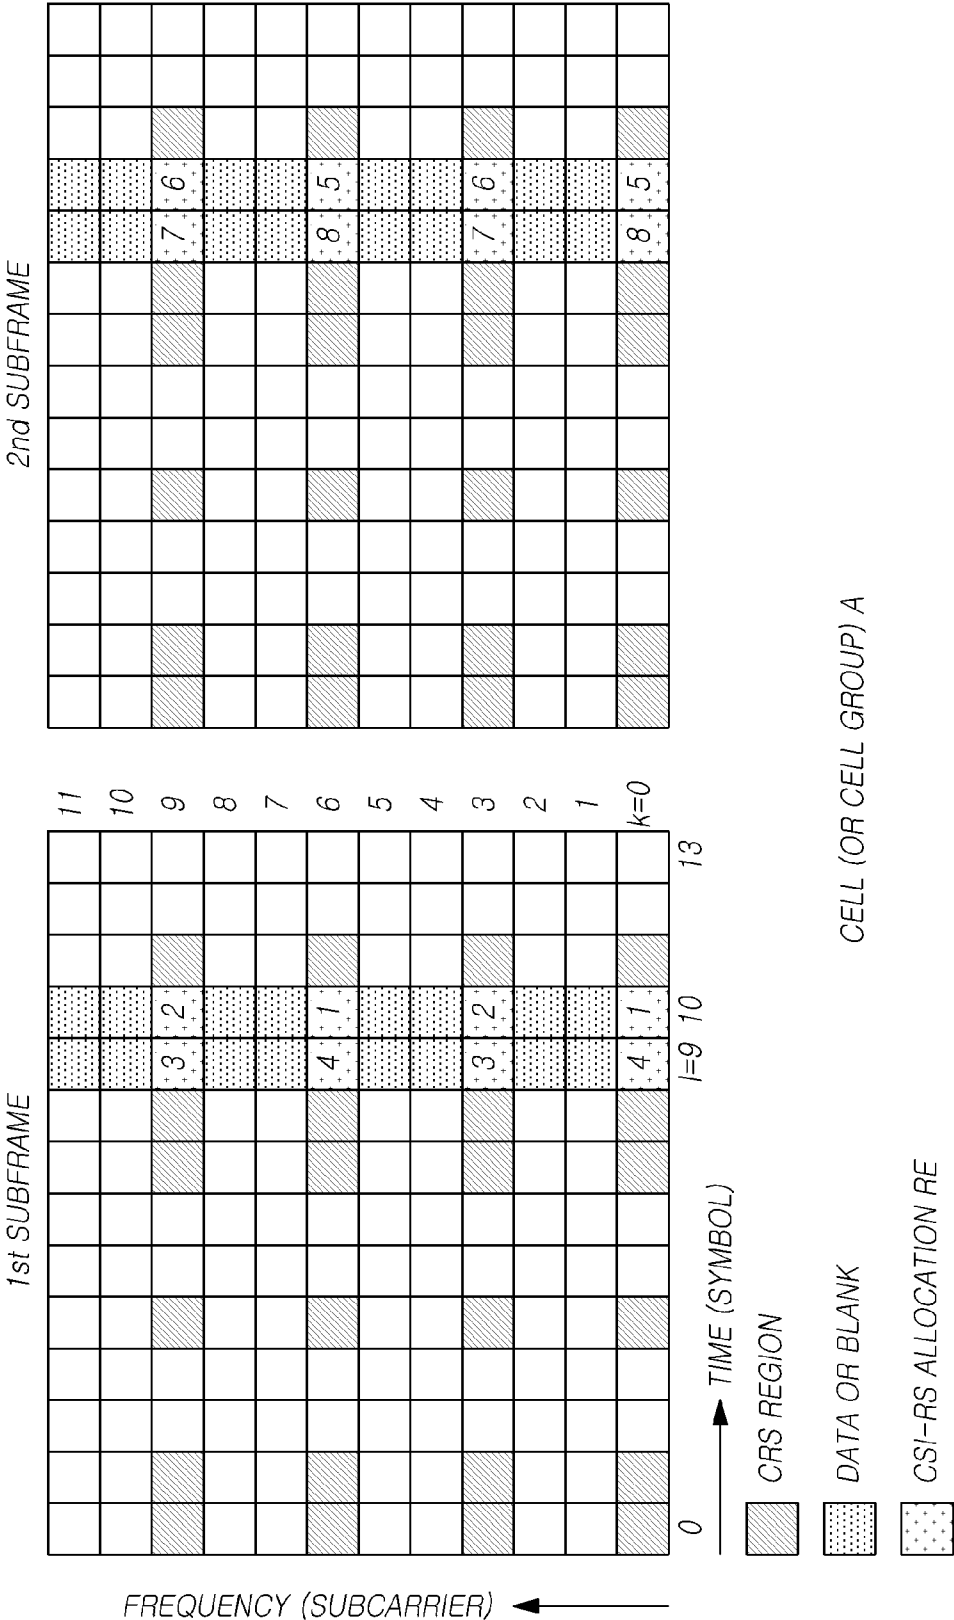 1st SUBFRAME 2nd SUBFRAME
11
10
3 2 9 7 6
8
7
4 1 6 8 5
5
4
3 2 3 7 6
2
1
4 1 k=0 8 5
0 l=9 10 13
FREQUENCY (SUBCARRIER)
TIME (SYMBOL)
CRS REGION
DATA OR BLANK
CSI-RS ALLOCATION RE
CELL (OR CELL GROUP) A